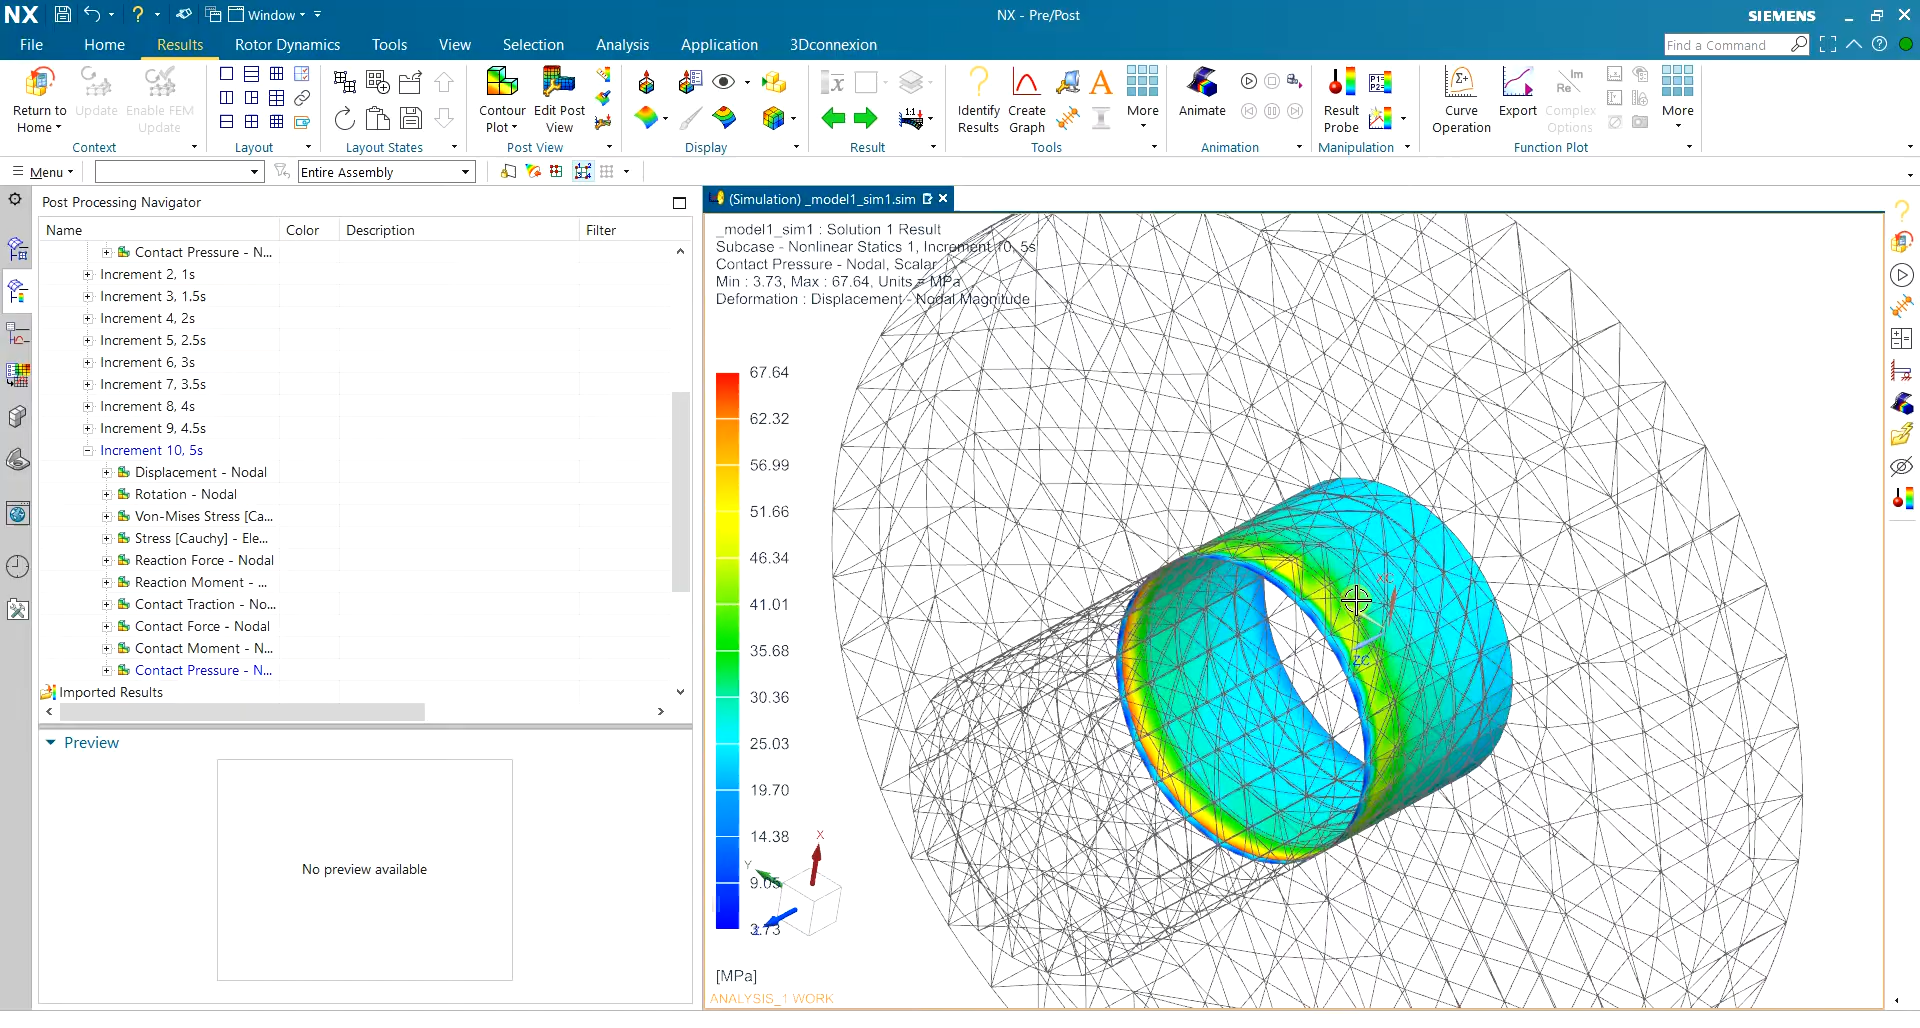 NX
Window
NX - Pre/Post
SIEMENS
File
Home
Results
Rotor Dynamics
Tools
View
Selection
Analysis
Application
3Dconnexion
Find a Command
Return to Home
Update
Enable FEM Update
Contour Plot
Edit Post View
Identify Results
Create Graph
More
Animate
Result Probe
Curve Operation
Export
Complex Options
More
Context
Layout
Layout States
Post View
Display
Result
Tools
Animation
Manipulation
Function Plot
Menu
Entire Assembly
Post Processing Navigator
(Simulation) _model1_sim1.sim
Name
Color
Description
Filter
Contact Pressure - N...
Increment 2, 1s
Increment 3, 1.5s
Increment 4, 2s
Increment 5, 2.5s
Increment 6, 3s
Increment 7, 3.5s
Increment 8, 4s
Increment 9, 4.5s
Increment 10, 5s
Displacement - Nodal
Rotation - Nodal
Von-Mises Stress [Ca...
Stress [Cauchy] - Ele...
Reaction Force - Nodal
Reaction Moment - ...
Contact Traction - No...
Contact Force - Nodal
Contact Moment - N...
Contact Pressure - N...
Imported Results
Preview
No preview available
_model1_sim1 : Solution 1 Result
Subcase - Nonlinear Statics 1, Increment 10, 5s
Contact Pressure - Nodal, Scalar
Min : 3.73, Max : 67.64, Units = MPa
Deformation : Displacement - Nodal Magnitude
67.64
62.32
56.99
51.66
46.34
41.01
35.68
30.36
25.03
19.70
14.38
9.05
3.73
[MPa]
ANALYSIS_1 WORK
X
Y
XC
ZC